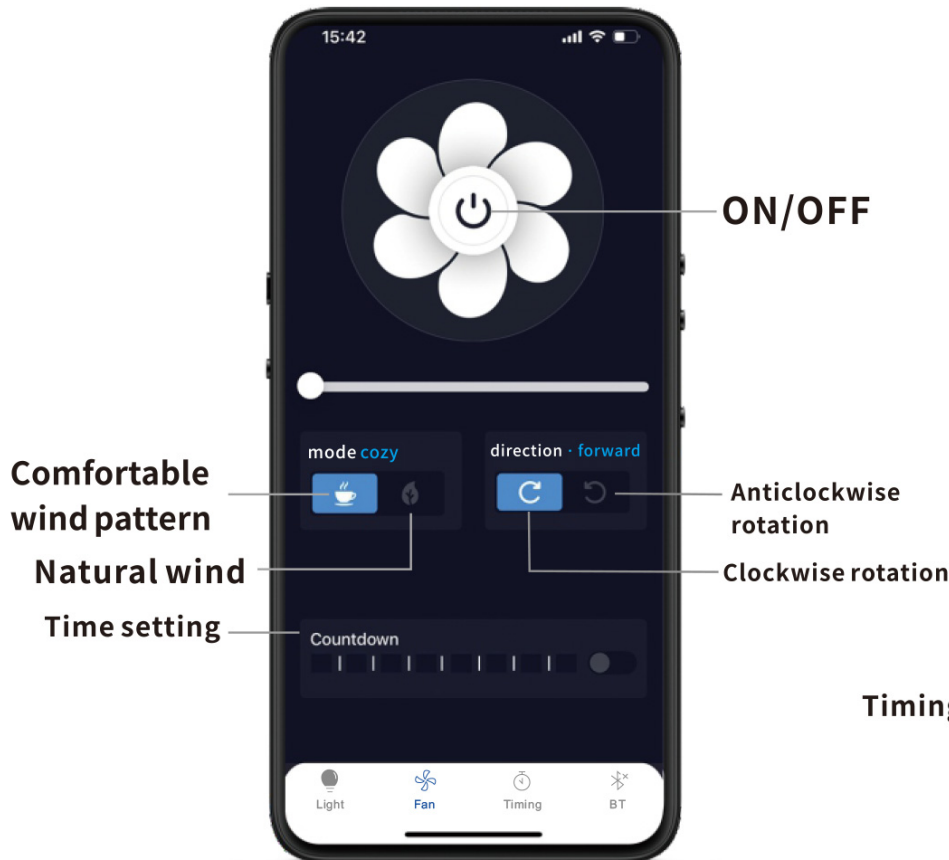 15:42
ON/OFF
mode cozy
direction · forward
Comfortable
wind pattern
Anticlockwise
rotation
Natural wind
Clockwise rotation
Time setting
Countdown
Timing
Light
Fan
Timing
BT